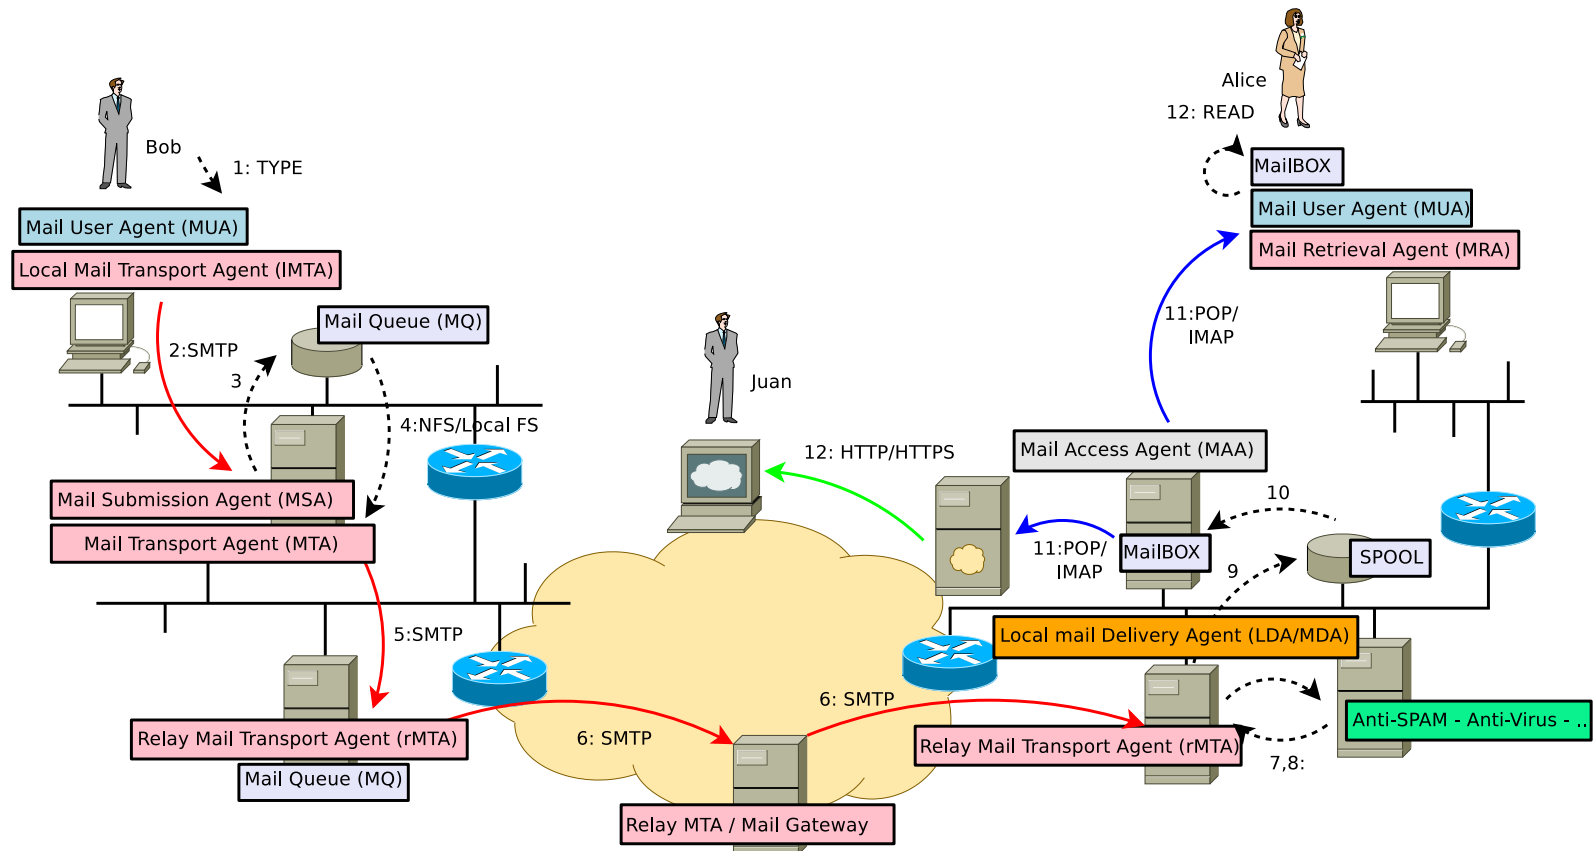 Alice
12: READ
Bob
1: TYPE
MailBOX
Mail User Agent (MUA)
Mail User Agent (MUA)
Local Mail Transport Agent (lMTA)
Mail Retrieval Agent (MRA)
Mail Queue (MQ)
2:SMTP
3
11:POP/
IMAP
Juan
4:NFS/Local FS
12: HTTP/HTTPS
Mail Access Agent (MAA)
Mail Submission Agent (MSA)
Mail Transport Agent (MTA)
10
11:POP/
IMAP
MailBOX
9
SPOOL
5:SMTP
Local mail Delivery Agent (LDA/MDA)
6: SMTP
6: SMTP
Relay Mail Transport Agent (rMTA)
Mail Queue (MQ)
Relay Mail Transport Agent (rMTA)
Anti-SPAM - Anti-Virus - ..
7,8:
Relay MTA / Mail Gateway